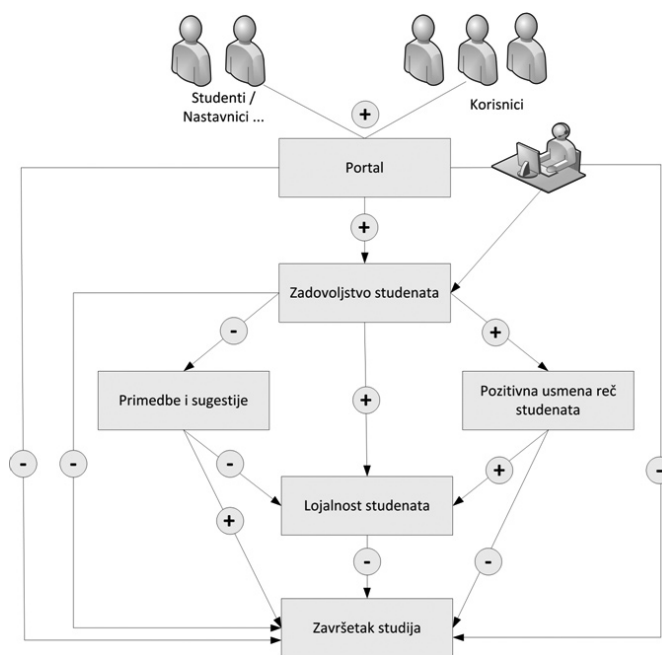 Studenti /
Nastavnici ...
Korisnici
+
Portal
+
Zadovoljstvo studenata
-
+
Primedbe i sugestije
+
Pozitivna usmena reč
studenata
-
-
-
+
-
Lojalnost studenata
+
-
-
Završetak studija